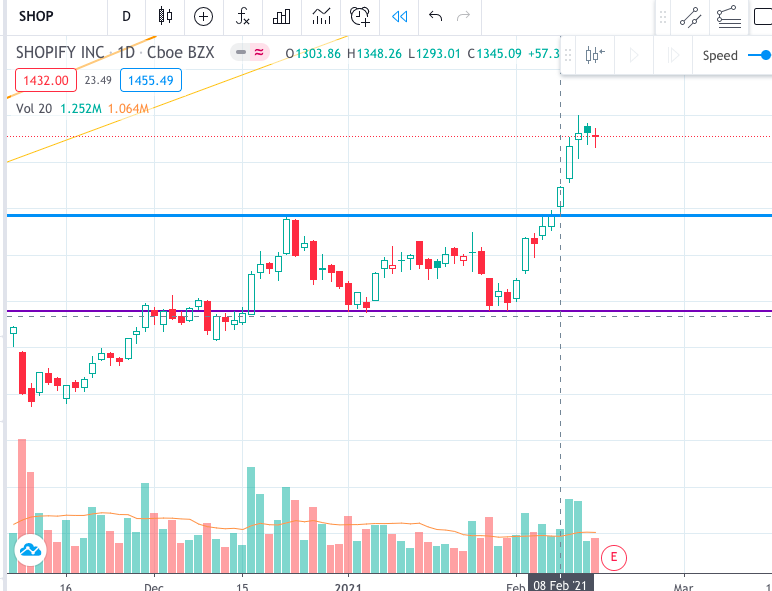 SHOP D
Speed
SHOPIFY INC · 1D · Cboe BZX O1303.86 H1348.26 L1293.01 C1345.09 +57.3
1432.00 23.49 1455.49
Vol 20 1.252M 1.064M
E
16 Dec 15 2021 Feb 08 Feb '21 Mar